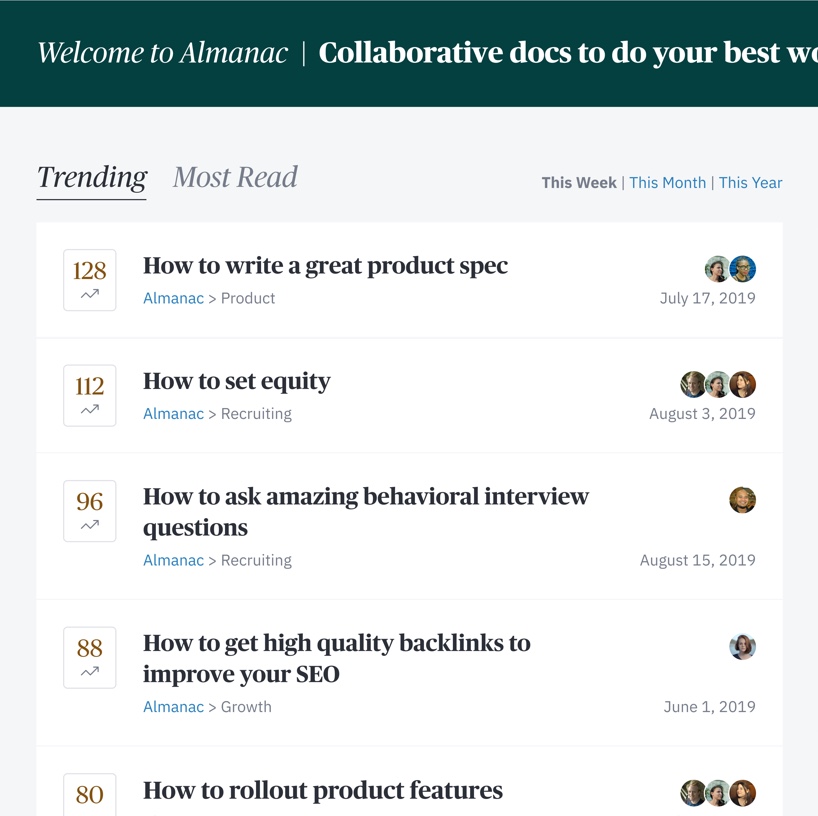 Welcome to Almanac | Collaborative docs to do your best
Trending Most Read This Week | This Month | This Year
128 How to write a great product spec
Almanac > Product July 17, 2019
112 How to set equity
Almanac > Recruiting August 3, 2019
96 How to ask amazing behavioral interview
questions
Almanac > Recruiting August 15, 2019
88 How to get high quality backlinks to
improve your SEO
Almanac > Growth June 1, 2019
80 How to rollout product features